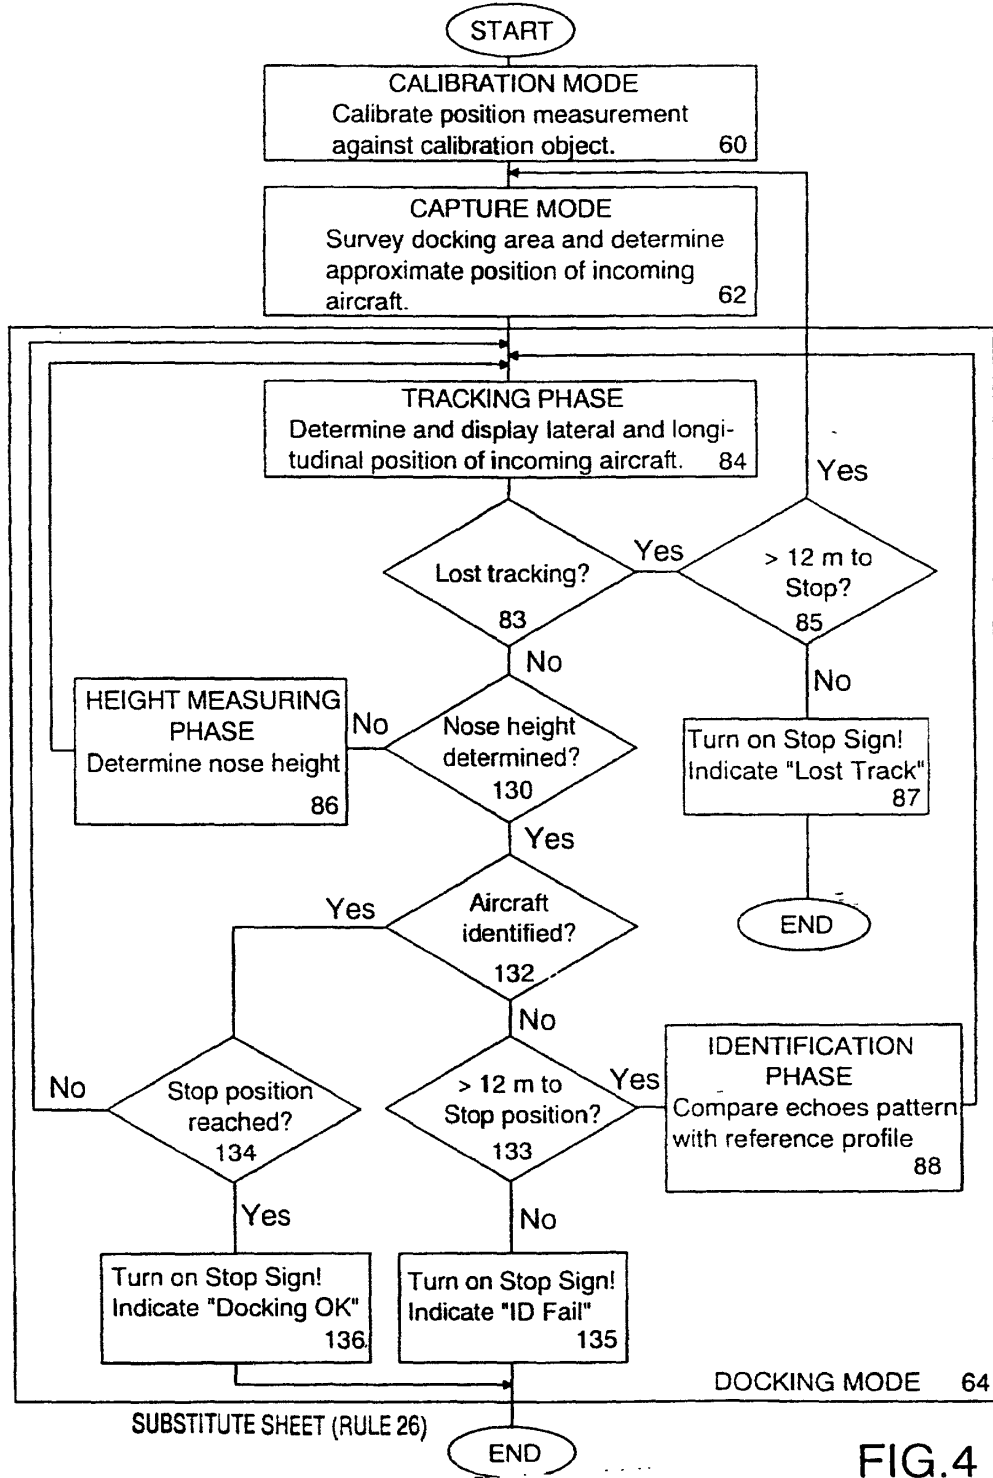 START
CALIBRATION MODE
Calibrate position measurement
against calibration object.
60
CAPTURE MODE
Survey docking area and determine
approximate position of incoming
aircraft.
62
TRACKING PHASE
Determine and display lateral and longi-
tudinal position of incoming aircraft.
84
Yes
Lost tracking?
83
Yes
> 12 m to
Stop?
85
No
No
HEIGHT MEASURING
PHASE
Determine nose height
86
No
Nose height
determined?
130
Turn on Stop Sign!
Indicate "Lost Track"
87
Yes
END
Yes
Aircraft
identified?
132
No
No
Stop position
reached?
134
> 12 m to
Stop position?
133
Yes
IDENTIFICATION
PHASE
Compare echoes pattern
with reference profile
88
Yes
No
Turn on Stop Sign!
Indicate "Docking OK"
136
Turn on Stop Sign!
Indicate "ID Fail"
135
DOCKING MODE 64
SUBSTITUTE SHEET (RULE 26)
END
FIG.4